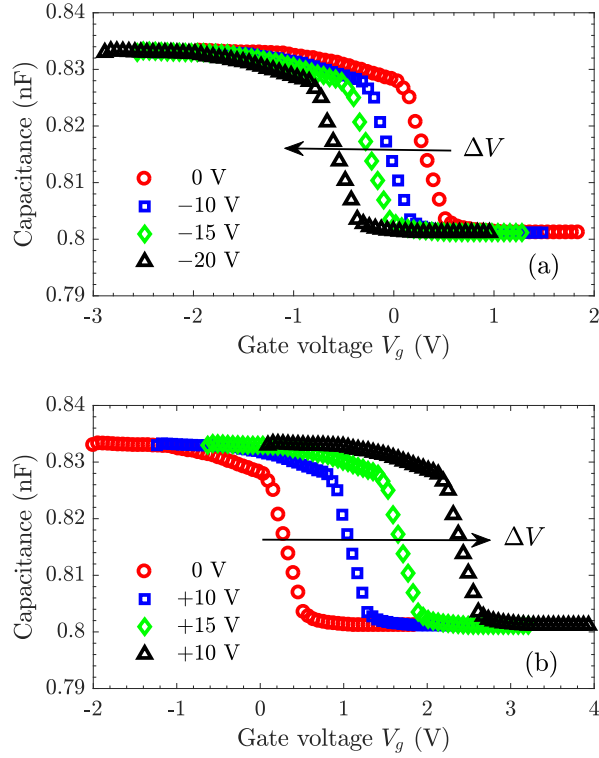 0.84
0.83
0.82
0.81
0.8
0.79
Capacitance (nF)
ΔV
0 V
−10 V
−15 V
−20 V
(a)
-3 -2 -1 0 1 2
Gate voltage Vg (V)
0.84
0.83
0.82
0.81
0.8
0.79
Capacitance (nF)
ΔV
0 V
+10 V
+15 V
+10 V
(b)
-2 -1 0 1 2 3 4
Gate voltage Vg (V)